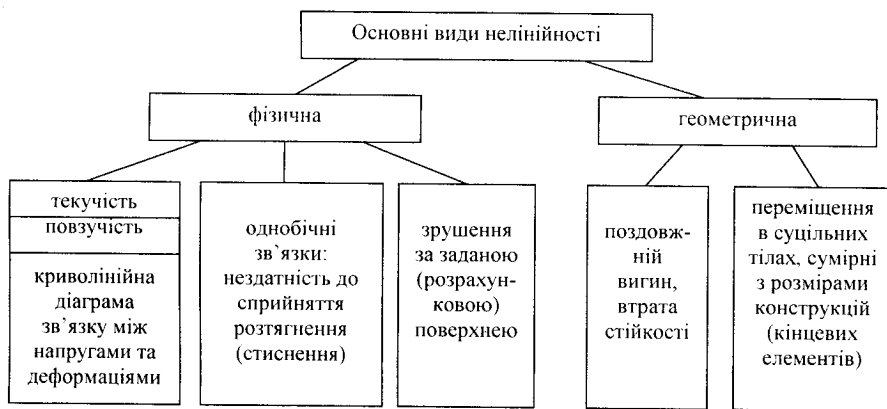 Основні види нелінійності
фізична
геометрична
текучість
повзучість
криволінійна
діаграма
зв`язку між
напругами та
деформаціями
однобічні
зв`язки:
нездатність до
сприйняття
розтягнення
(стиснення)
зрушення
за заданою
(розрахун-
ковою)
поверхнею
поздовж-
ній
вигин,
втрата
стійкості
переміщення
в суцільних
тілах, сумірні
з розмірами
конструкцій
(кінцевих
елементів)